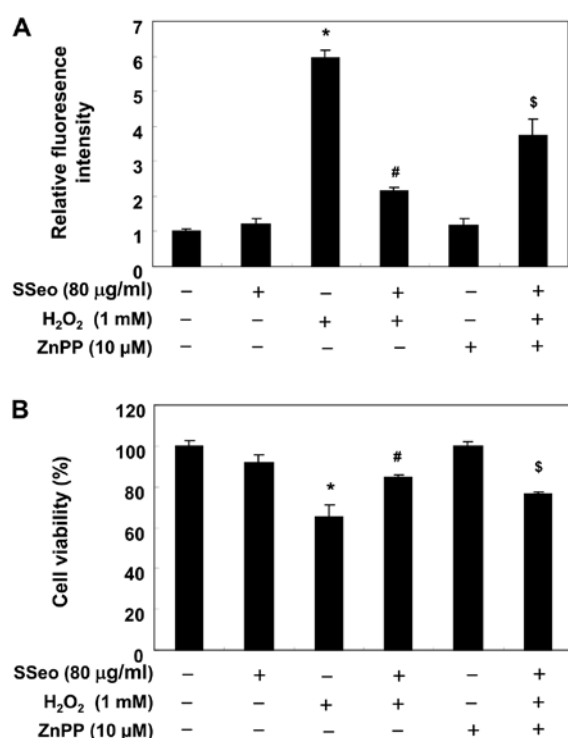 A
Relative fluoresence
intensity
7
6
5
4
2
1
0
*
#
$
SSeo (80 µg/ml) – + – + – +
H₂O₂ (1 mM) – – + + – +
ZnPP (10 µM) – – – – + +
B
Cell viability (%)
120
100
80
60
40
20
0
*
#
$
SSeo (80 µg/ml) – + – + – +
H₂O₂ (1 mM) – – + + – +
ZnPP (10 µM) – – – – + +